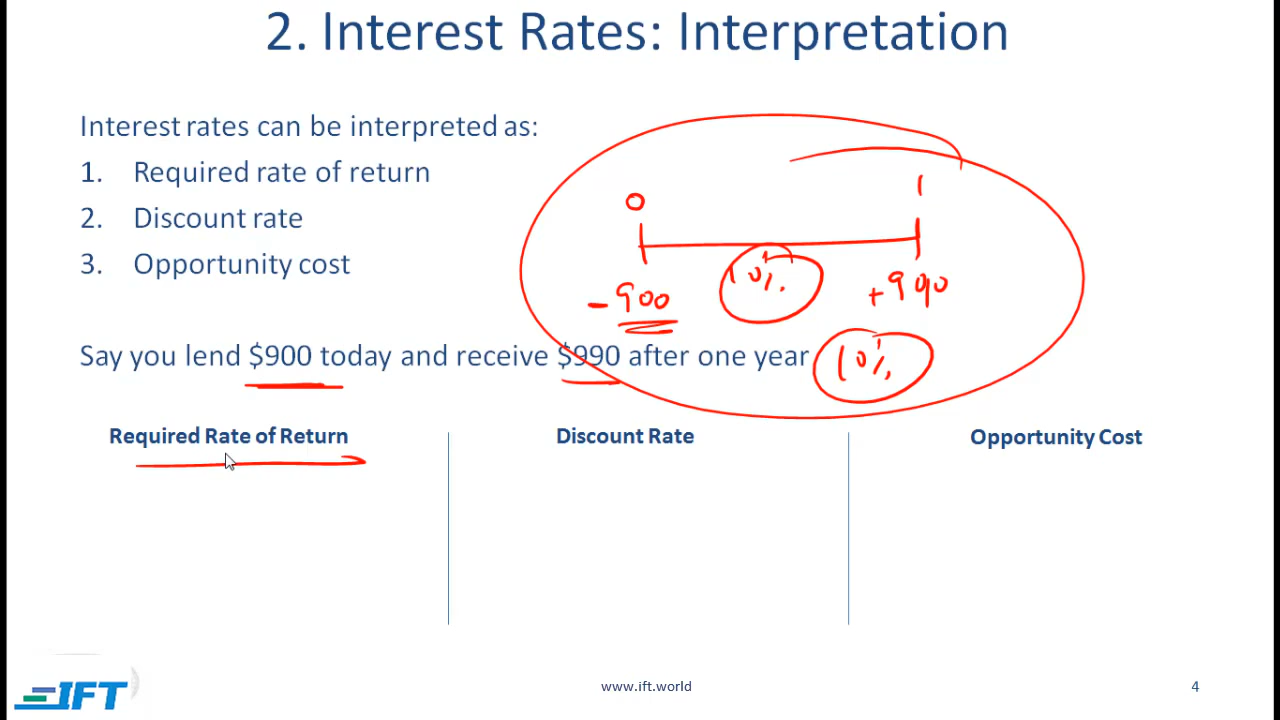 2. Interest Rates: Interpretation
Interest rates can be interpreted as:
1. Required rate of return
2. Discount rate
3. Opportunity cost
0 1
10%
-900 +990
Say you lend $900 today and receive $990 after one year 10%
Required Rate of Return Discount Rate Opportunity Cost
IFT
www.ift.world
4